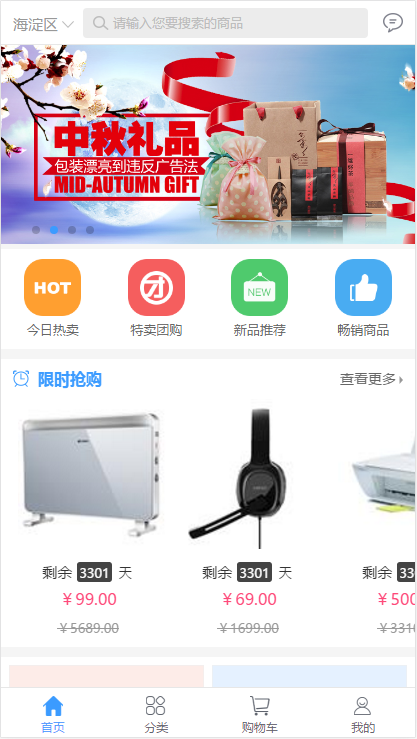 海淀区 请输入您要搜索的商品
中秋礼品
包装漂亮到违反广告法
MID-AUTUMN GIFT
HOT 团 NEW
今日热卖 特卖团购 新品推荐 畅销商品
限时抢购 查看更多
剩余 3301 天 剩余 3301 天 剩余 33
￥99.00 ￥69.00 ￥500
￥5689.00 ￥1699.00 ￥3310
首页 分类 购物车 我的